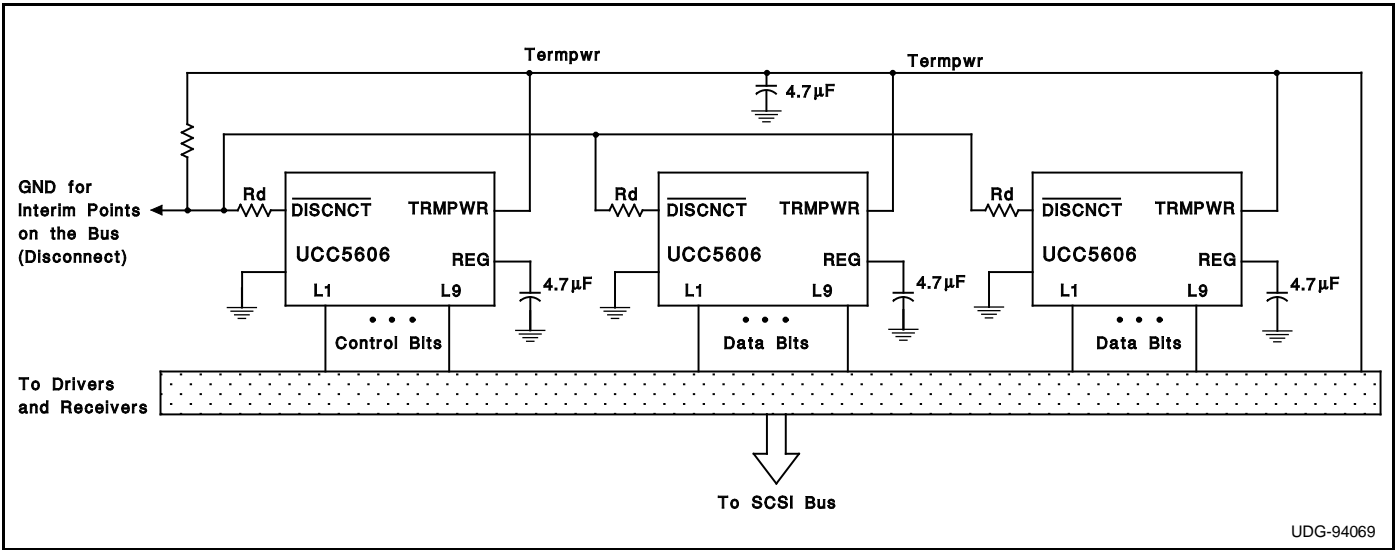 Termpwr
Termpwr
4.7μF
GND for
Interim Points
on the Bus
(Disconnect)
Rd
DISCNCT
TRMPWR
UCC5606
REG
L1
L9
4.7μF
Control Bits
Rd
DISCNCT
TRMPWR
UCC5606
REG
L1
L9
4.7μF
Data Bits
Rd
DISCNCT
TRMPWR
UCC5606
REG
L1
L9
4.7μF
Data Bits
To Drivers
and Receivers
To SCSI Bus
UDG-94069